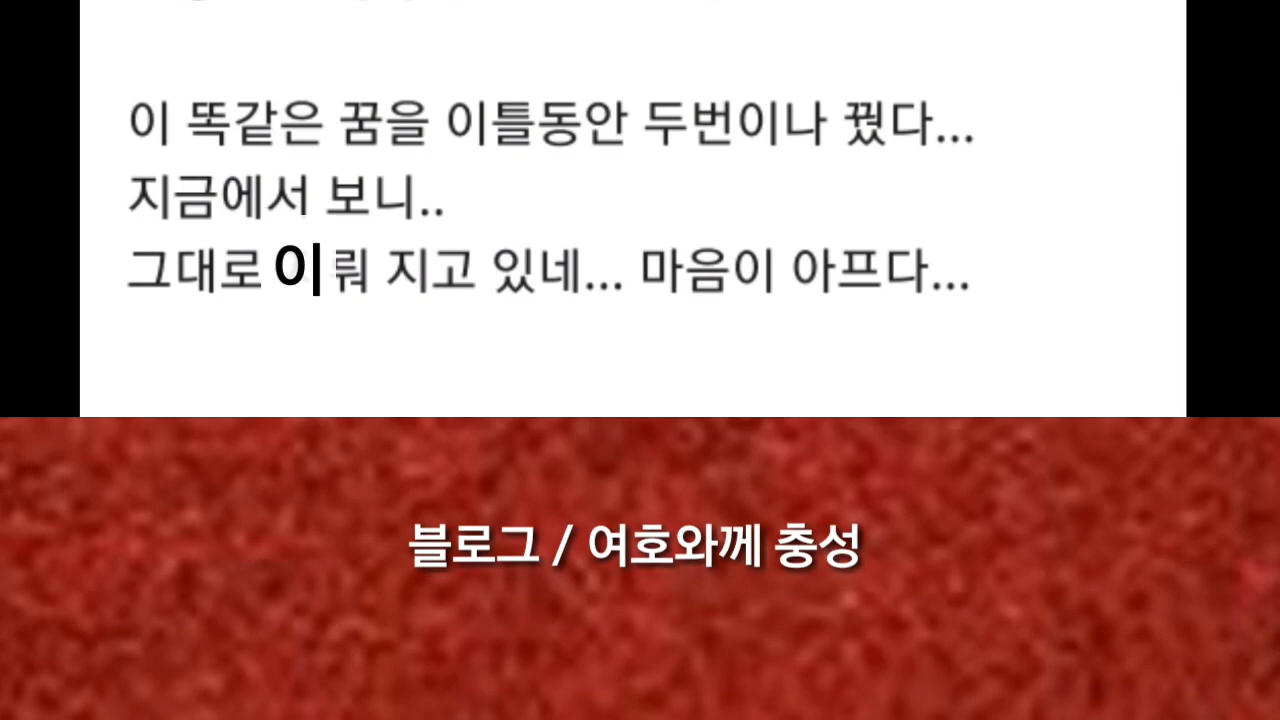 이 똑같은 꿈을 이틀동안 두번이나 꿨다...
지금에서 보니..
그대로 이뤄 지고 있네... 마음이 아프다...
블로그 / 여호와께 충성